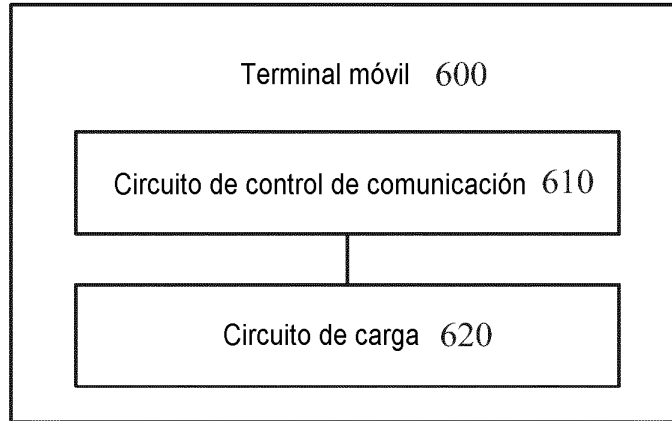 Terminal móvil 600
Circuito de control de comunicación 610
Circuito de carga 620